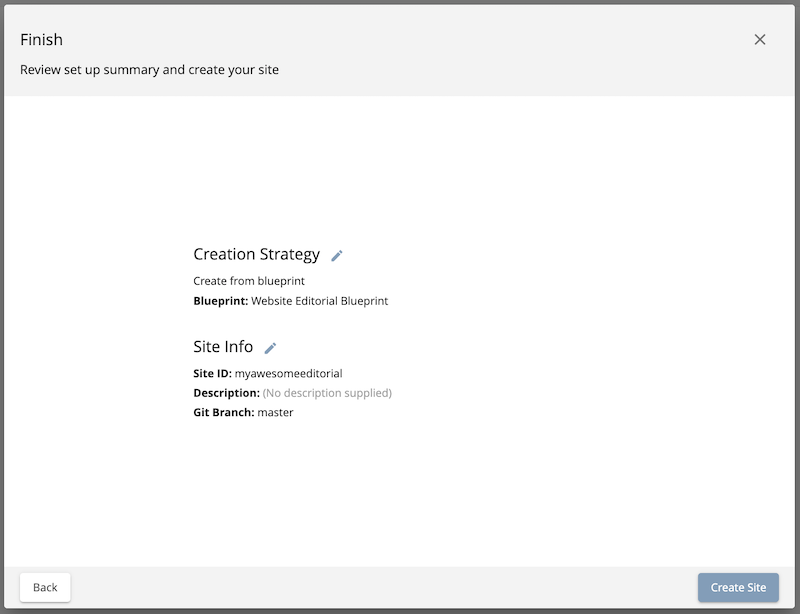 Finish
Review set up summary and create your site
Creation Strategy
Create from blueprint
Blueprint: Website Editorial Blueprint
Site Info
Site ID: myawesomeeditorial
Description: (No description supplied)
Git Branch: master
Back
Create Site